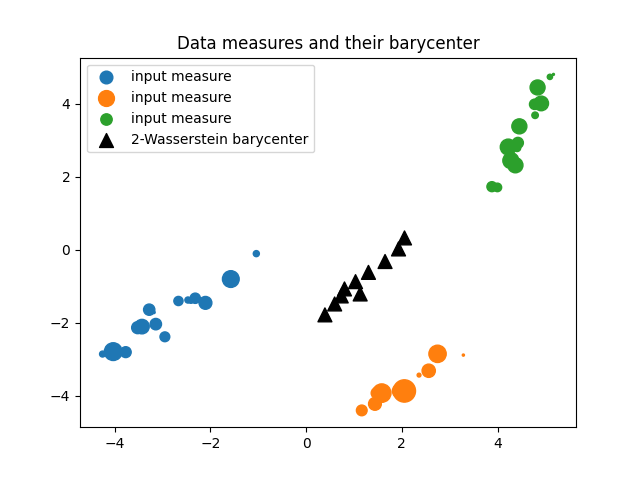 Data measures and their barycenter
input measure
input measure
input measure
2-Wasserstein barycenter
4
2
0
−2
−4
−4 −2 0 2 4